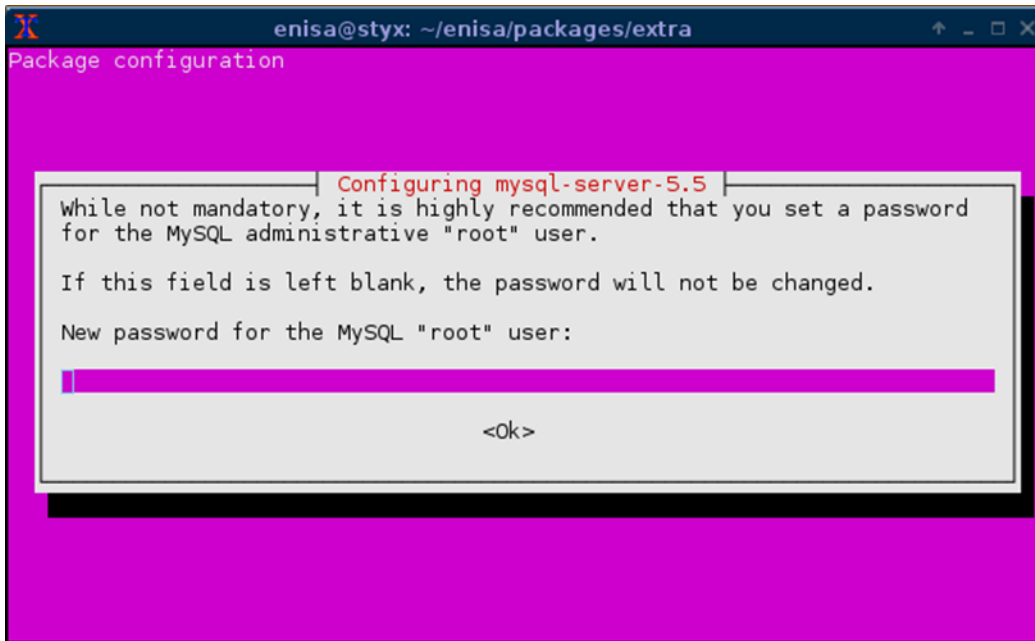 enisa@styx: ~/enisa/packages/extra
Package configuration
Configuring mysql-server-5.5
While not mandatory, it is highly recommended that you set a password
for the MySQL administrative "root" user.
If this field is left blank, the password will not be changed.
New password for the MySQL "root" user:
<Ok>